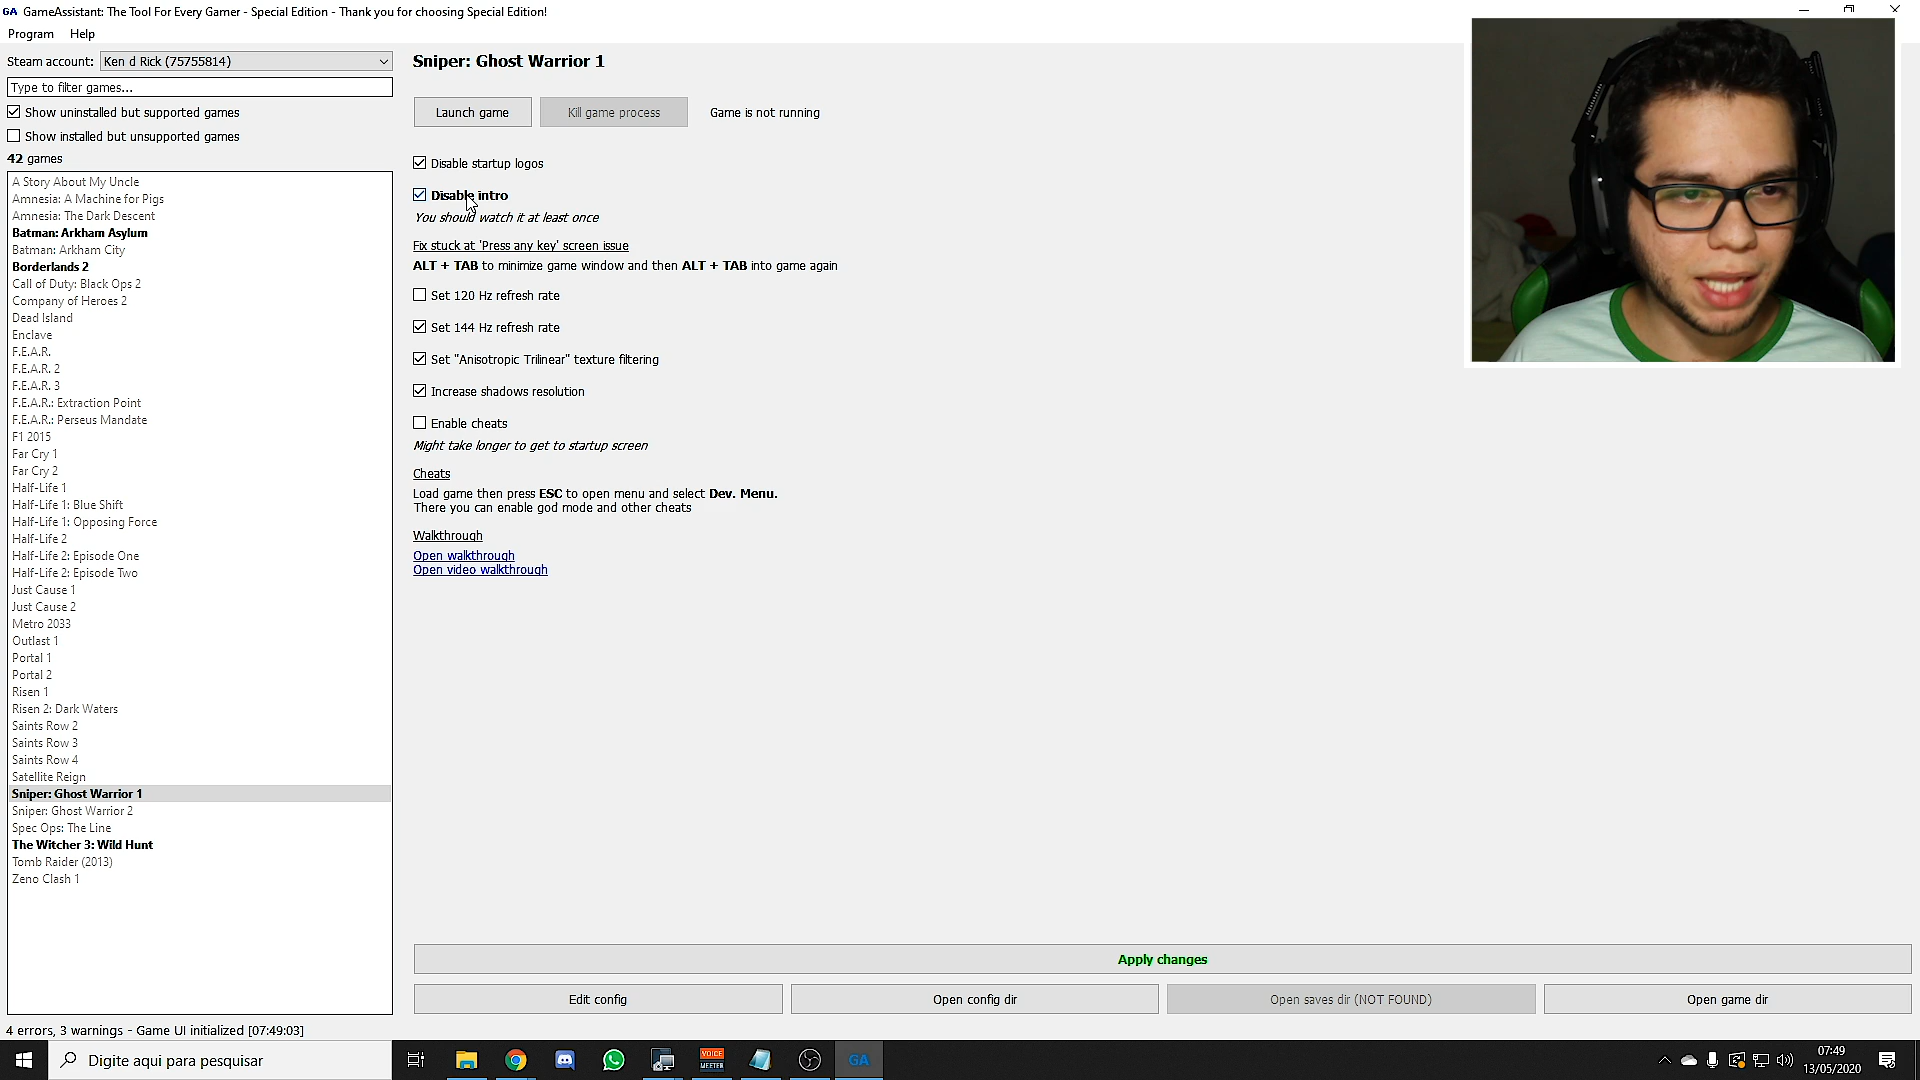 GA GameAssistant: The Tool For Every Gamer - Special Edition - Thank you for choosing Special Edition!
Program Help
Steam account: Ken d Rick (75755814)
Type to filter games...
Show uninstalled but supported games
Show installed but unsupported games
42 games
A Story About My Uncle
Amnesia: A Machine for Pigs
Amnesia: The Dark Descent
Batman: Arkham Asylum
Batman: Arkham City
Borderlands 2
Call of Duty: Black Ops 2
Company of Heroes 2
Dead Island
Enclave
F.E.A.R.
F.E.A.R. 2
F.E.A.R. 3
F.E.A.R.: Extraction Point
F.E.A.R.: Perseus Mandate
F1 2015
Far Cry 1
Far Cry 2
Half-Life 1
Half-Life 1: Blue Shift
Half-Life 1: Opposing Force
Half-Life 2
Half-Life 2: Episode One
Half-Life 2: Episode Two
Just Cause 1
Just Cause 2
Metro 2033
Outlast 1
Portal 1
Portal 2
Risen 1
Risen 2: Dark Waters
Saints Row 2
Saints Row 3
Saints Row 4
Satellite Reign
Sniper: Ghost Warrior 1
Sniper: Ghost Warrior 2
Spec Ops: The Line
The Witcher 3: Wild Hunt
Tomb Raider (2013)
Zeno Clash 1
Sniper: Ghost Warrior 1
Launch game Kill game process Game is not running
Disable startup logos
Disable intro
You should watch it at least once
Fix stuck at 'Press any key' screen issue
ALT + TAB to minimize game window and then ALT + TAB into game again
Set 120 Hz refresh rate
Set 144 Hz refresh rate
Set "Anisotropic Trilinear" texture filtering
Increase shadows resolution
Enable cheats
Might take longer to get to startup screen
Cheats
Load game then press ESC to open menu and select Dev. Menu.
There you can enable god mode and other cheats
Walkthrough
Open walkthrough
Open video walkthrough
Apply changes
Edit config Open config dir Open saves dir (NOT FOUND) Open game dir
4 errors, 3 warnings - Game UI initialized [07:49:03]
Digite aqui para pesquisar
VOICE
MEETER
GA
07:49
13/05/2020